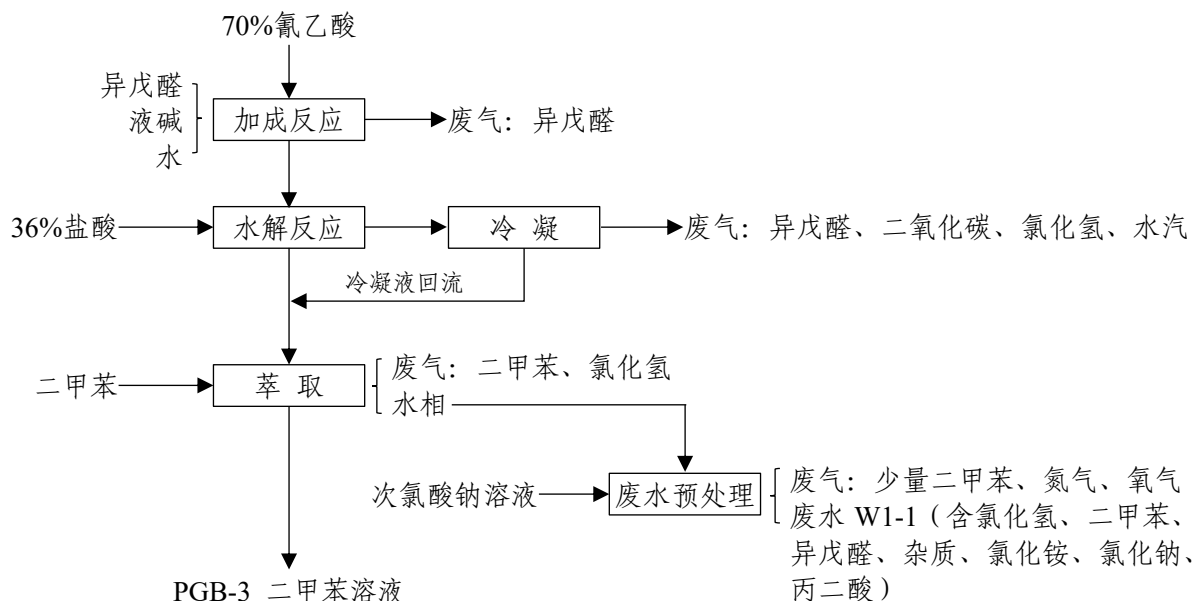 70%氰乙酸
异戊醛
液碱
水
加成反应
废气：异戊醛
36%盐酸
水解反应
冷 凝
废气：异戊醛、二氧化碳、氯化氢、水汽
冷凝液回流
二甲苯
萃 取
废气：二甲苯、氯化氢
水相
次氯酸钠溶液
废水预处理
废气：少量二甲苯、氮气、氧气
废水 W1-1（含氯化氢、二甲苯、
异戊醛、杂质、氯化铵、氯化钠、
丙二酸）
PGB-3 二甲苯溶液